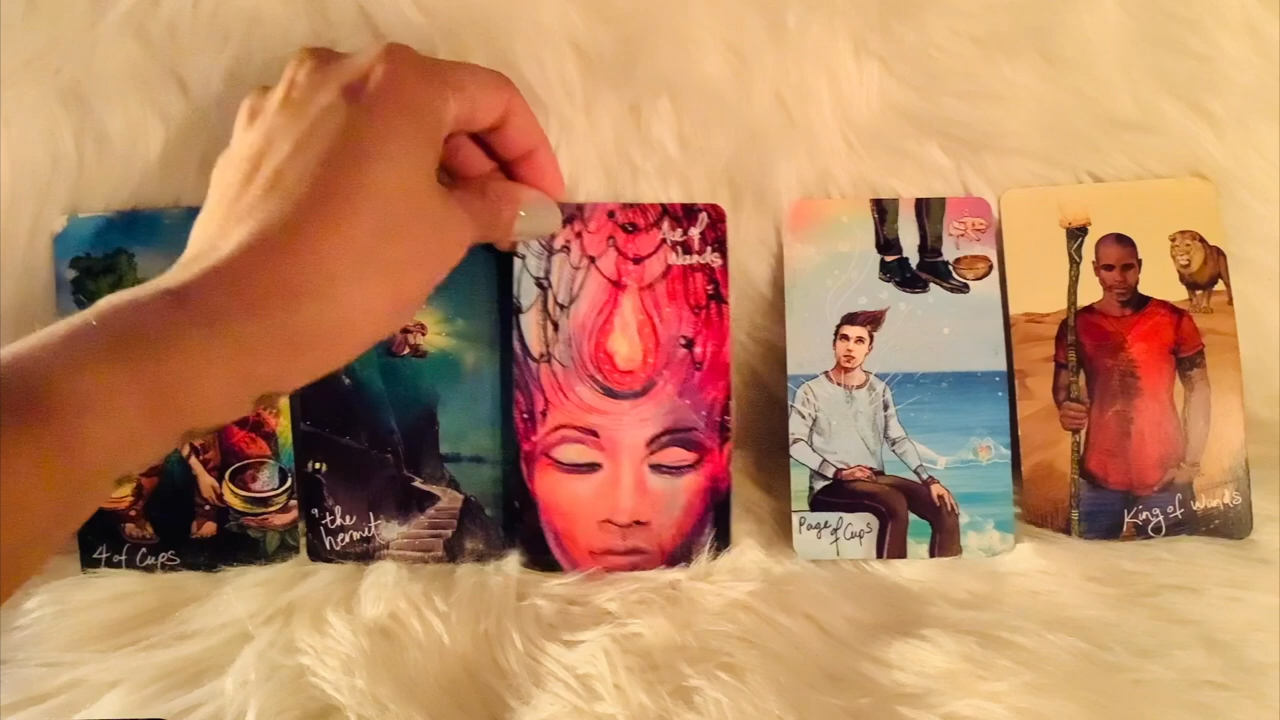 4 of Cups
9
the
hermit
Ace of
Wands
Page of
Cups
King of Wands